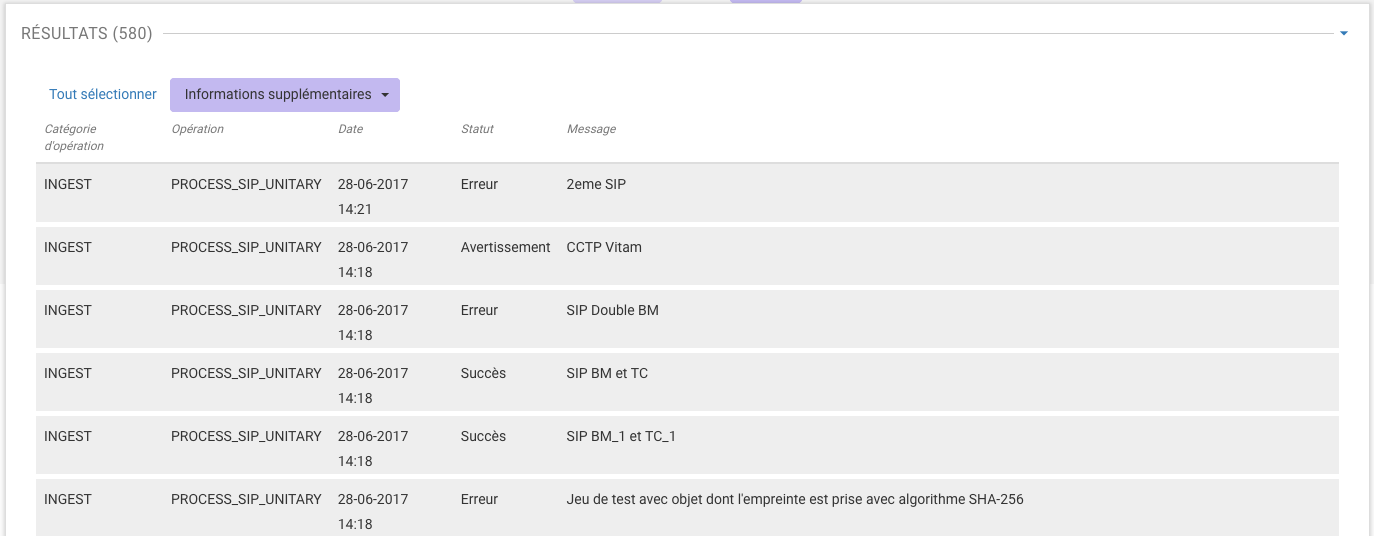 RÉSULTATS (580)
Tout sélectionner Informations supplémentaires
Catégorie d'opération Opération Date Statut Message
INGEST PROCESS_SIP_UNITARY 28-06-2017 14:21 Erreur 2eme SIP
INGEST PROCESS_SIP_UNITARY 28-06-2017 14:18 Avertissement CCTP Vitam
INGEST PROCESS_SIP_UNITARY 28-06-2017 14:18 Erreur SIP Double BM
INGEST PROCESS_SIP_UNITARY 28-06-2017 14:18 Succès SIP BM et TC
INGEST PROCESS_SIP_UNITARY 28-06-2017 14:18 Succès SIP BM_1 et TC_1
INGEST PROCESS_SIP_UNITARY 28-06-2017 14:18 Erreur Jeu de test avec objet dont l'empreinte est prise avec algorithme SHA-256